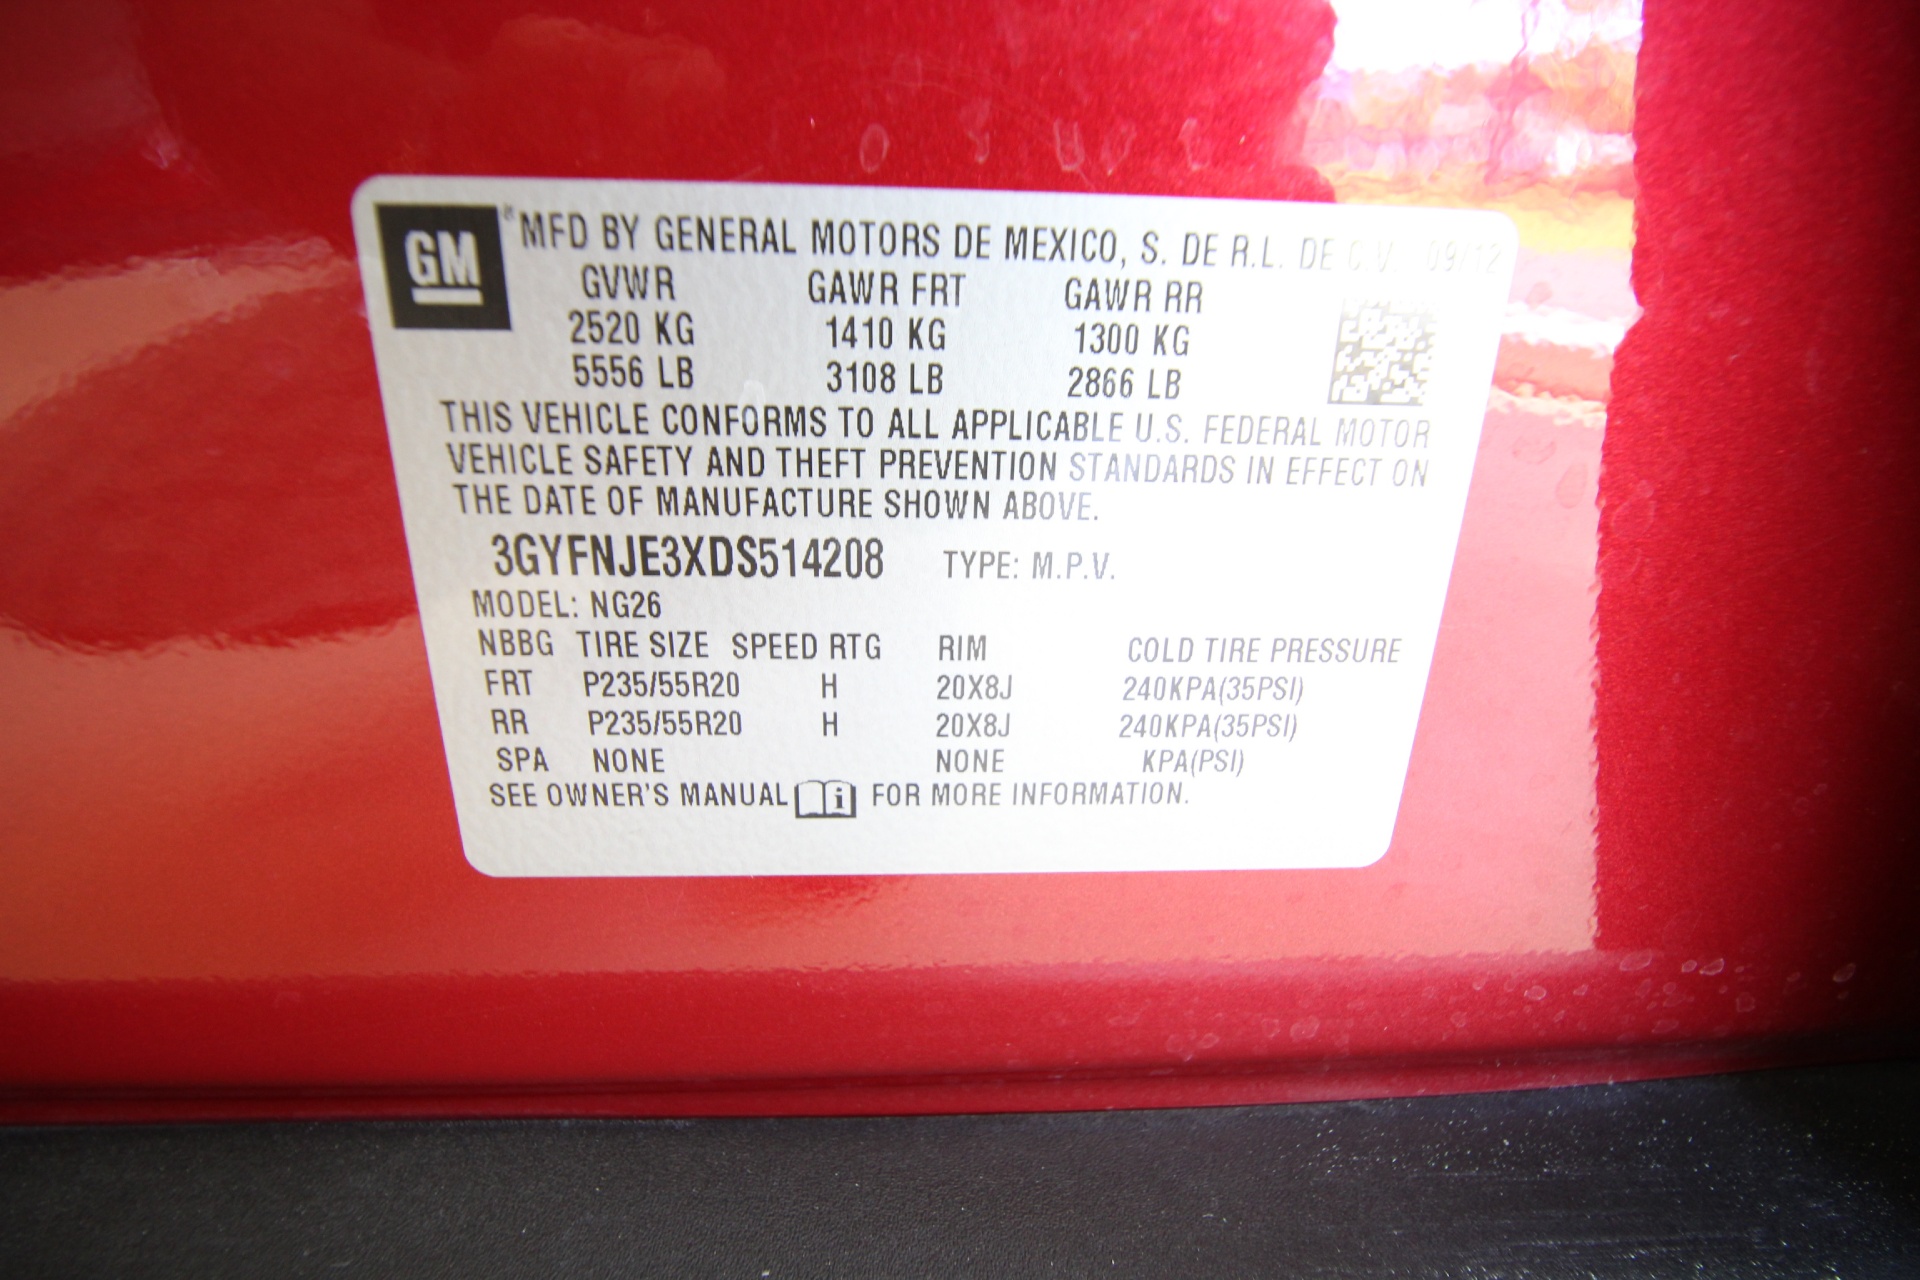 GM ® MFD BY GENERAL MOTORS DE MEXICO, S. DE R.L. DE C.V. 09/12
GVWR GAWR FRT GAWR RR
2520 KG 1410 KG 1300 KG
5556 LB 3108 LB 2866 LB
THIS VEHICLE CONFORMS TO ALL APPLICABLE U.S. FEDERAL MOTOR
VEHICLE SAFETY AND THEFT PREVENTION STANDARDS IN EFFECT ON
THE DATE OF MANUFACTURE SHOWN ABOVE.
3GYFNJE3XDS514208 TYPE: M.P.V.
MODEL: NG26
NBBG TIRE SIZE SPEED RTG RIM COLD TIRE PRESSURE
FRT P235/55R20 H 20X8J 240KPA(35PSI)
RR P235/55R20 H 20X8J 240KPA(35PSI)
SPA NONE NONE KPA(PSI)
SEE OWNER'S MANUAL i FOR MORE INFORMATION.